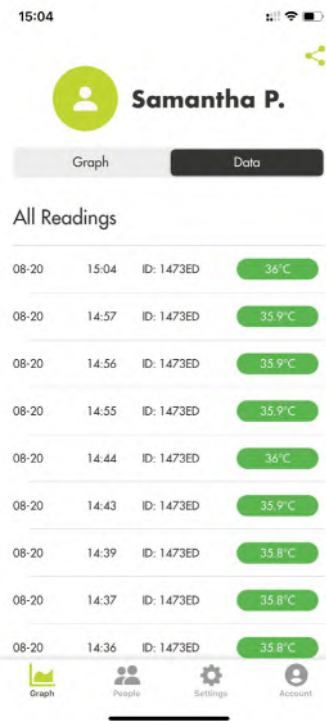 15:04
Samantha P.
Graph Data
All Readings
08-20 15:04 ID: 1473ED 36°C
08-20 14:57 ID: 1473ED 35.9°C
08-20 14:56 ID: 1473ED 35.9°C
08-20 14:55 ID: 1473ED 35.9°C
08-20 14:44 ID: 1473ED 36°C
08-20 14:43 ID: 1473ED 35.9°C
08-20 14:39 ID: 1473ED 35.8°C
08-20 14:37 ID: 1473ED 35.8°C
08-20 14:36 ID: 1473ED 35.8°C
Graph People Settings Account